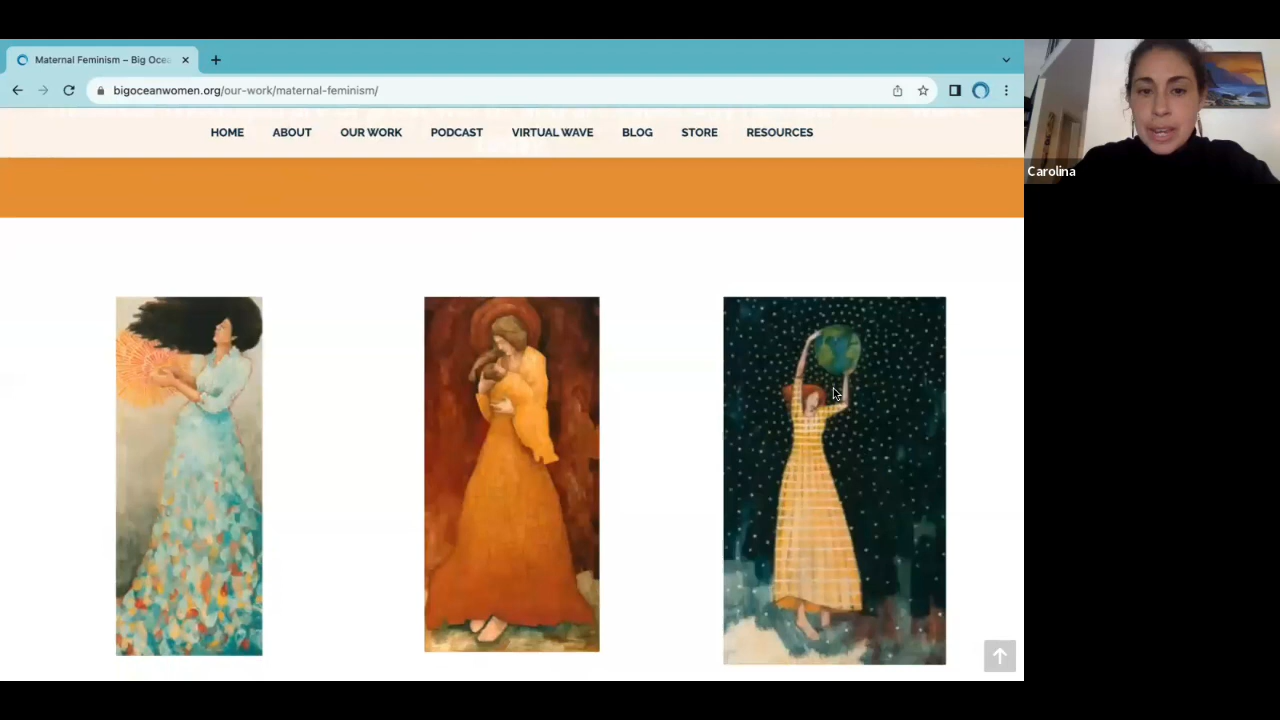 Maternal Feminism – Big Ocea
bigoceanwomen.org/our-work/maternal-feminism/
HOME ABOUT OUR WORK PODCAST VIRTUAL WAVE BLOG STORE RESOURCES
Carolina